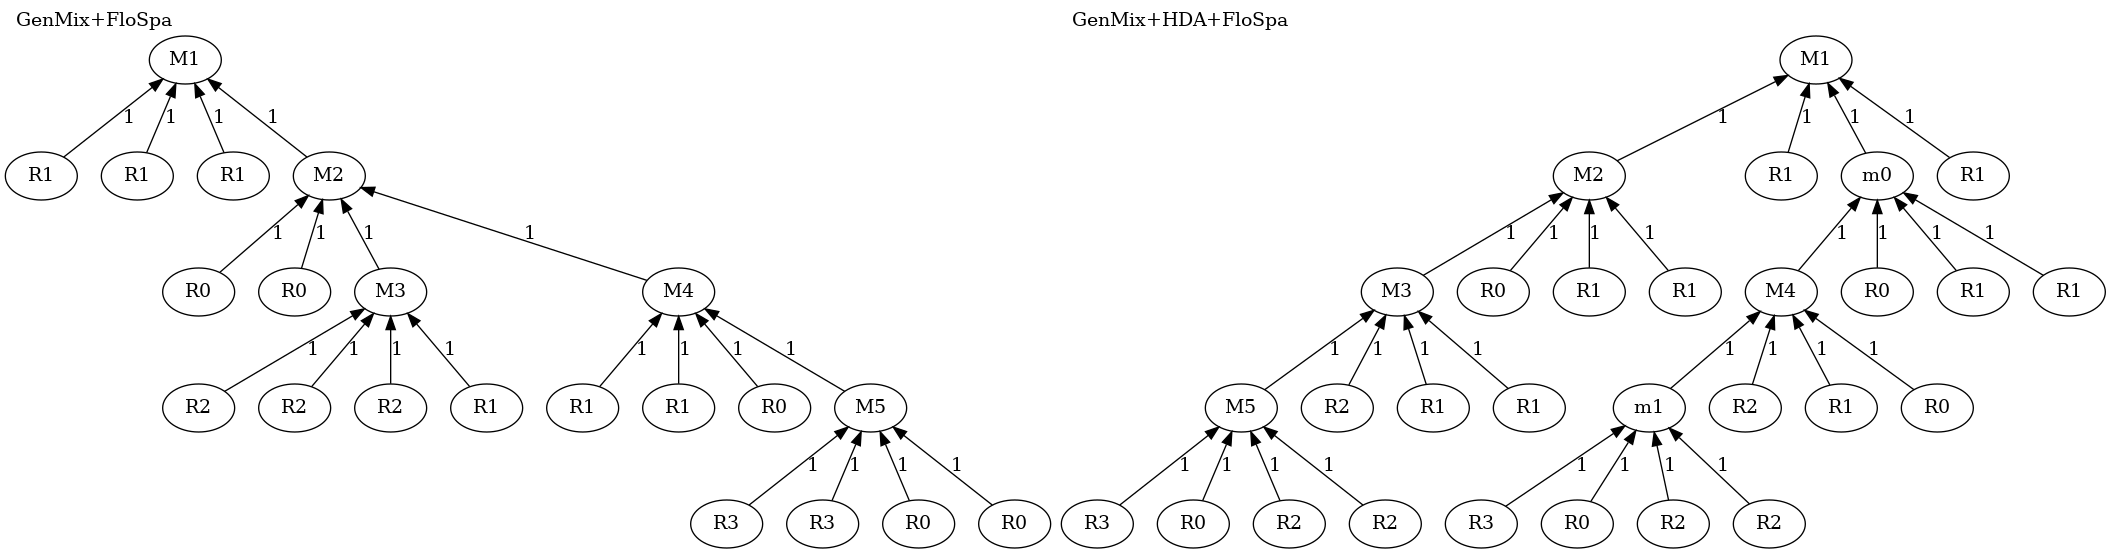 GenMix+FloSpa GenMix+HDA+FloSpa
M1 M1
1 1 1 1 1 1 1 1
R1 R1 R1 M2 M2 R1 m0 R1
1 1 1 1 1 1 1 1 1 1 1 1
R0 R0 M3 M4 M3 R0 R1 R1 M4 R0 R1 R1
1 1 1 1 1 1 1 1 1 1 1 1 1 1 1 1
R2 R2 R2 R1 R1 R1 R0 M5 M5 R2 R1 R1 m1 R2 R1 R0
1 1 1 1 1 1 1 1 1 1 1 1
R3 R3 R0 R0 R3 R0 R2 R2 R3 R0 R2 R2